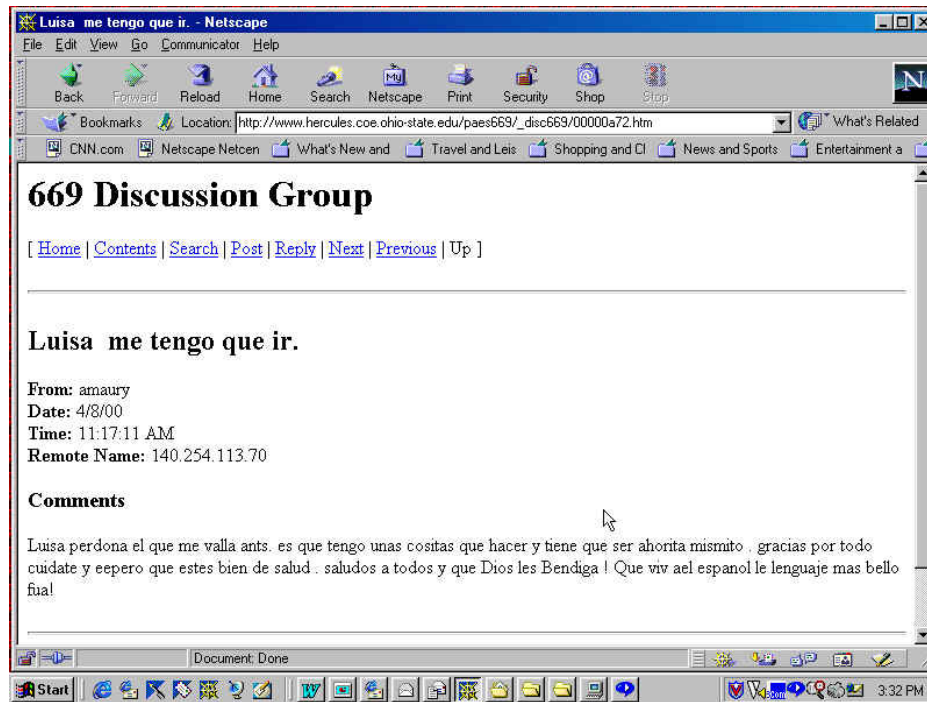 Luisa me tengo que ir. - Netscape
File Edit View Go Communicator Help
Back Forward Reload Home Search Netscape Print Security Shop Stop
My
N
Bookmarks Location: http://www.hercules.coe.ohio-state.edu/paes669/_disc669/00000a72.htm What's Related
CNN.com Netscape Netcen What's New and Travel and Leis Shopping and Cl News and Sports Entertainment a
669 Discussion Group
[ Home | Contents | Search | Post | Reply | Next | Previous | Up ]
Luisa me tengo que ir.
From: amaury
Date: 4/8/00
Time: 11:17:11 AM
Remote Name: 140.254.113.70
Comments
Luisa perdona el que me valla ants. es que tengo unas cositas que hacer y tiene que ser ahorita mismito . gracias por todo
cuidate y eepero que estes bien de salud . saludos a todos y que Dios les Bendiga ! Que viv ael espanol le lenguaje mas bello
fua!
Document: Done
Start 3:32 PM